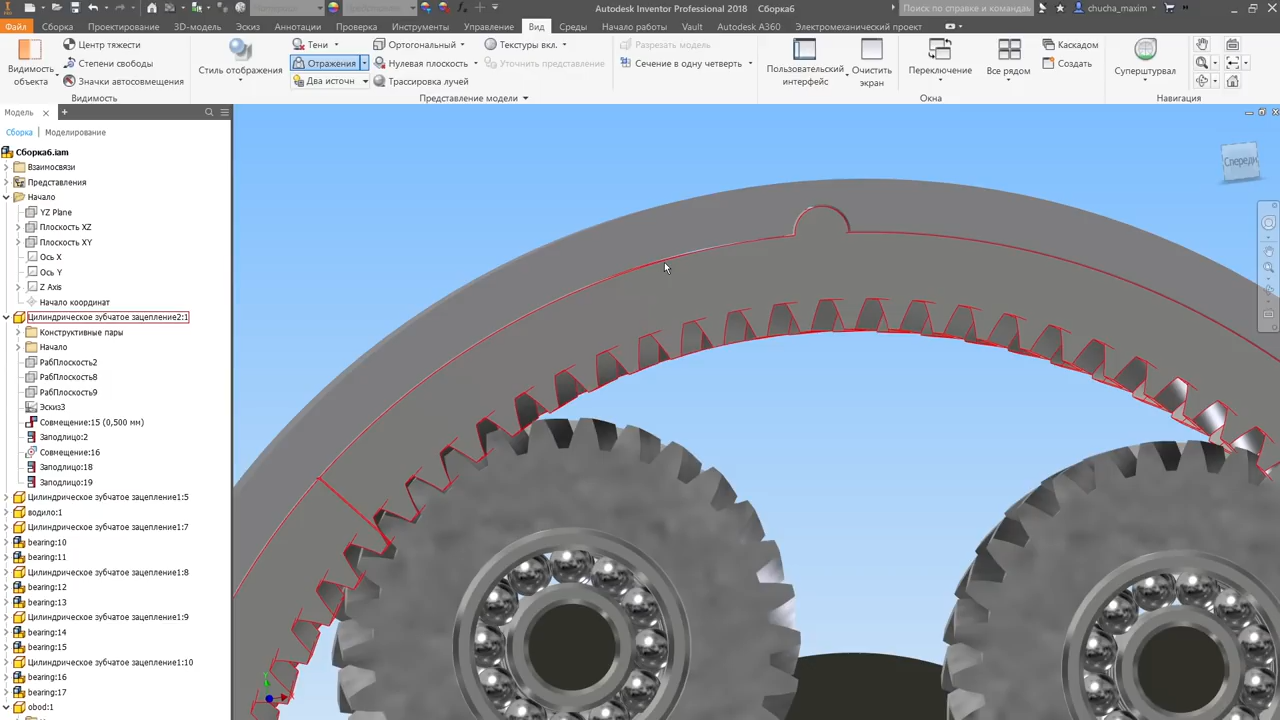 Autodesk Inventor Professional 2018   Сборка6
Поиск по справке и командам
chucha_maxim
Файл Сборка Проектирование 3D-модель Эскиз Аннотации Проверка Инструменты Управление Вид Среды Начало работы Vault Autodesk A360 Электромеханический проект
Видимость объекта
Центр тяжести
Степени свободы
Значки автосовмещения
Видимость
Стиль отображения
Тени
Отражения
Два источн
Ортогональный
Нулевая плоскость
Трассировка лучей
Текстуры вкл.
Уточнить представление
Представление модели
Разрезать модель
Сечение в одну четверть
Пользовательский интерфейс
Очистить экран
Переключение
Все рядом
Каскадом
Создать
Окна
Суперштурвал
Навигация
Модель
Сборка | Моделирование
Сборка6.iam
Взаимосвязи
Представления
Начало
YZ Plane
Плоскость XZ
Плоскость XY
Ось X
Ось Y
Z Axis
Начало координат
Цилиндрическое зубчатое зацепление2:1
Конструктивные пары
Начало
РабПлоскость2
РабПлоскость8
РабПлоскость9
Эскиз3
Совмещение:15 (0,500 мм)
Заподлицо:2
Совмещение:16
Заподлицо:18
Заподлицо:19
Цилиндрическое зубчатое зацепление1:5
водило:1
Цилиндрическое зубчатое зацепление1:7
bearing:10
bearing:11
Цилиндрическое зубчатое зацепление1:8
bearing:12
bearing:13
Цилиндрическое зубчатое зацепление1:9
bearing:14
bearing:15
Цилиндрическое зубчатое зацепление1:10
bearing:16
bearing:17
obod:1
Спереди